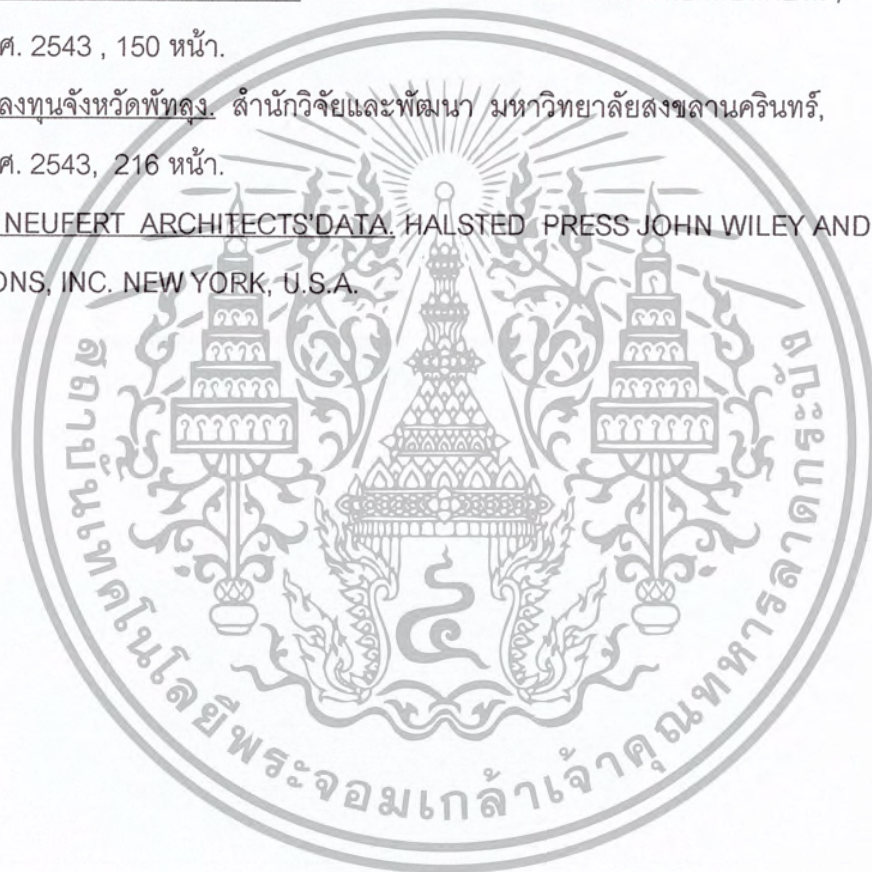 ศ. 2543 , 150 หน้า.
ลงทุนจังหวัดพัทลุง. สำนักวิจัยและพัฒนา มหาวิทยาลัยสงขลานครินทร์,
ศ. 2543, 216 หน้า.
NEUFERT ARCHITECTS'DATA. HALSTED PRESS JOHN WILEY AND
ONS, INC. NEW YORK, U.S.A.
สถาบันเทคโนโลยีพระจอมเกล้าเจ้าคุณทหารลาดกระบัง